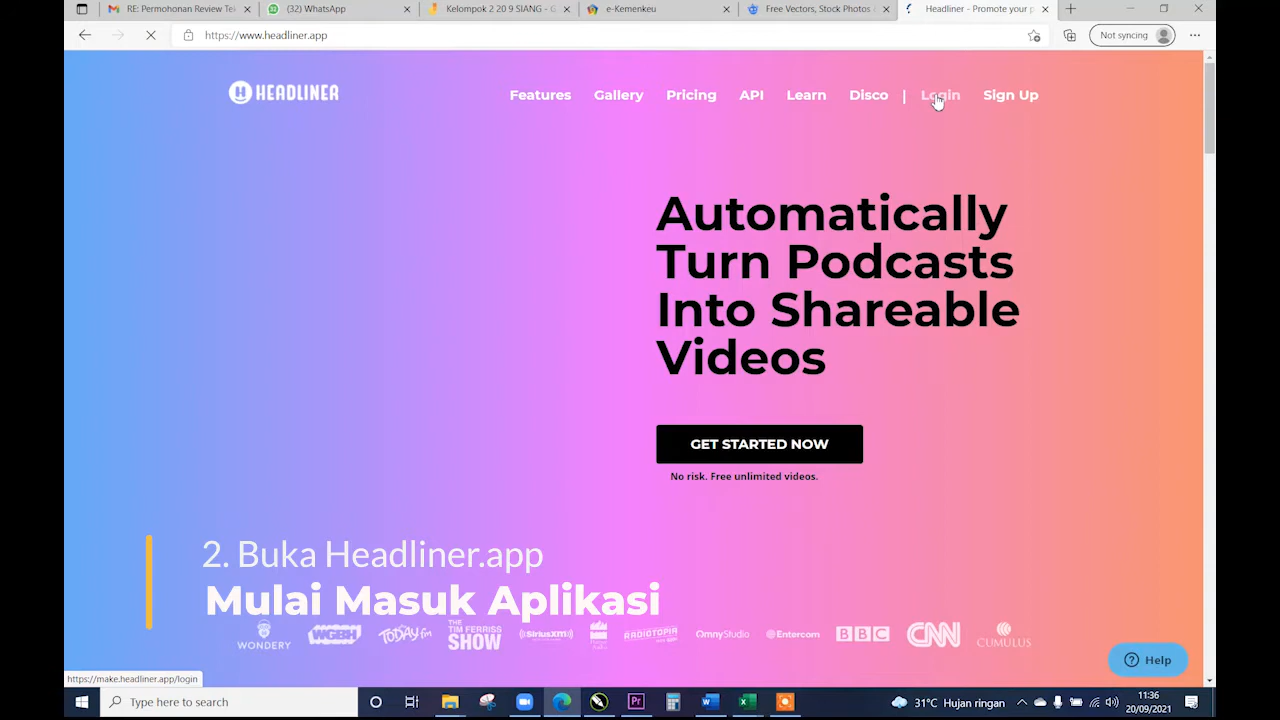 RE: Permohonan Review Tek
(32) WhatsApp
Kelompok 2 20 9 SIANG - G
e-Kemenkeu
Free Vectors, Stock Photos &
Headliner - Promote your p
https://www.headliner.app
Not syncing
HEADLINER
Features
Gallery
Pricing
API
Learn
Disco
|
Login
Sign Up
Automatically
Turn Podcasts
Into Shareable
Videos
GET STARTED NOW
No risk. Free unlimited videos.
2. Buka Headliner.app
Mulai Masuk Aplikasi
WONDERY
WGBH
TODAY.fm
THE TIM FERRISS SHOW
SiriusXM
RADIOTOPIA
OmnyStudio
Entercom
BBC
CNN
CUMULUS
Help
https://make.headliner.app/login
Type here to search
31°C Hujan ringan
11:36
20/09/2021